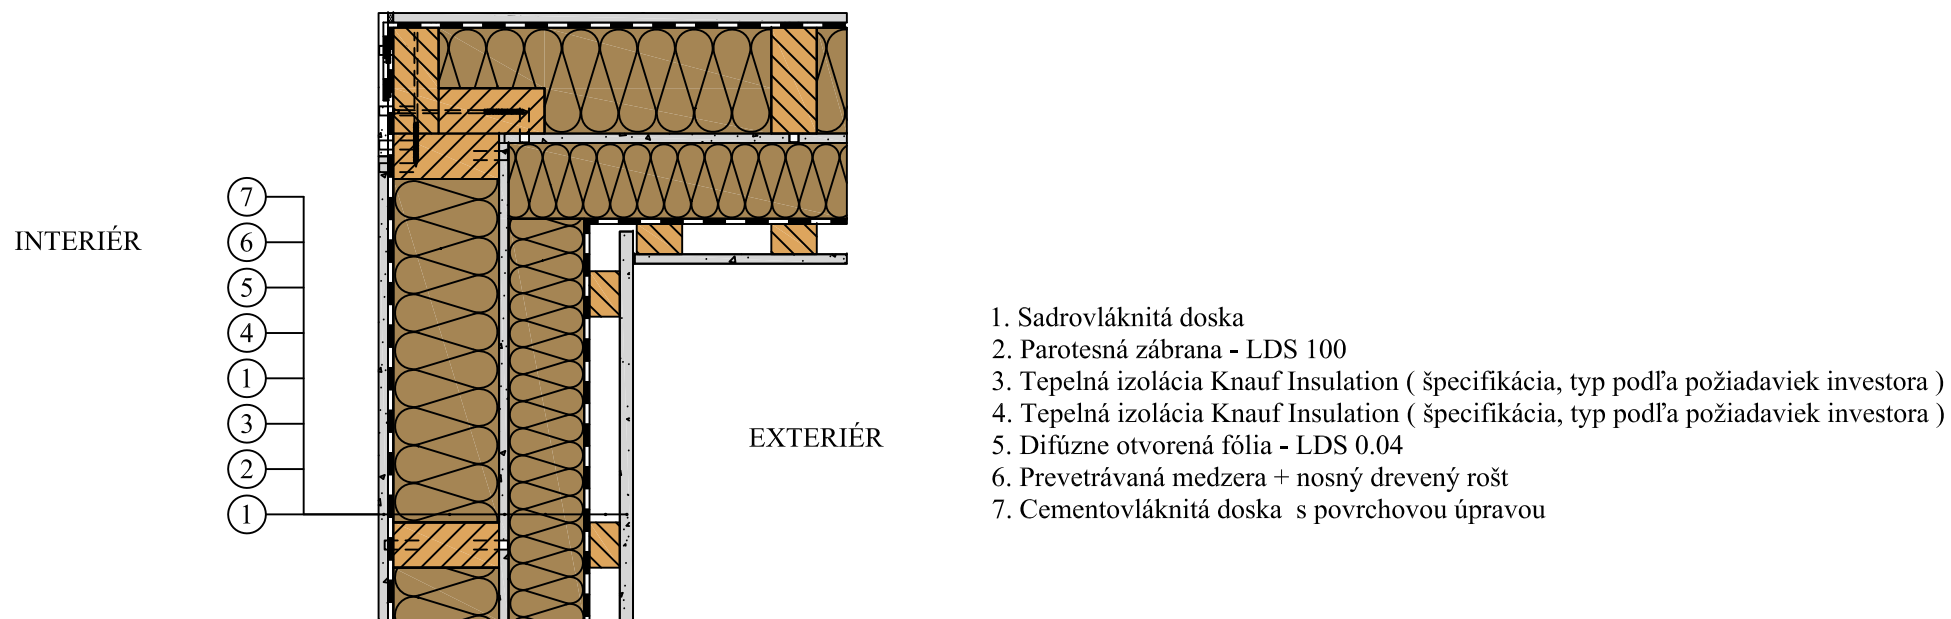 7
INTERIÉR
6
5
4
1
3
2
1
EXTERIÉR
1. Sadrovláknitá doska
2. Parotesná zábrana - LDS 100
3. Tepelná izolácia Knauf Insulation ( špecifikácia, typ podľa požiadaviek investora )
4. Tepelná izolácia Knauf Insulation ( špecifikácia, typ podľa požiadaviek investora )
5. Difúzne otvorená fólia - LDS 0.04
6. Prevetrávaná medzera + nosný drevený rošt
7. Cementovláknitá doska  s povrchovou úpravou